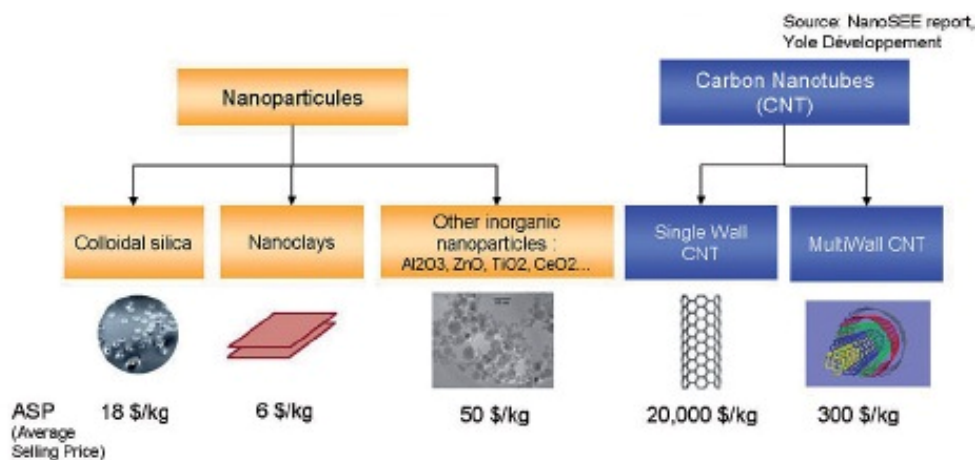 Source: NanoSEE report,
Yole Développement
Nanoparticules
Carbon Nanotubes
(CNT)
Colloidal silica
Nanoclays
Other inorganic
nanoparticles :
Al2O3, ZnO, TiO2, CeO2...
Single Wall
CNT
MultiWall CNT
ASP
(Average
Selling Price)
18 $/kg
6 $/kg
50 $/kg
20,000 $/kg
300 $/kg